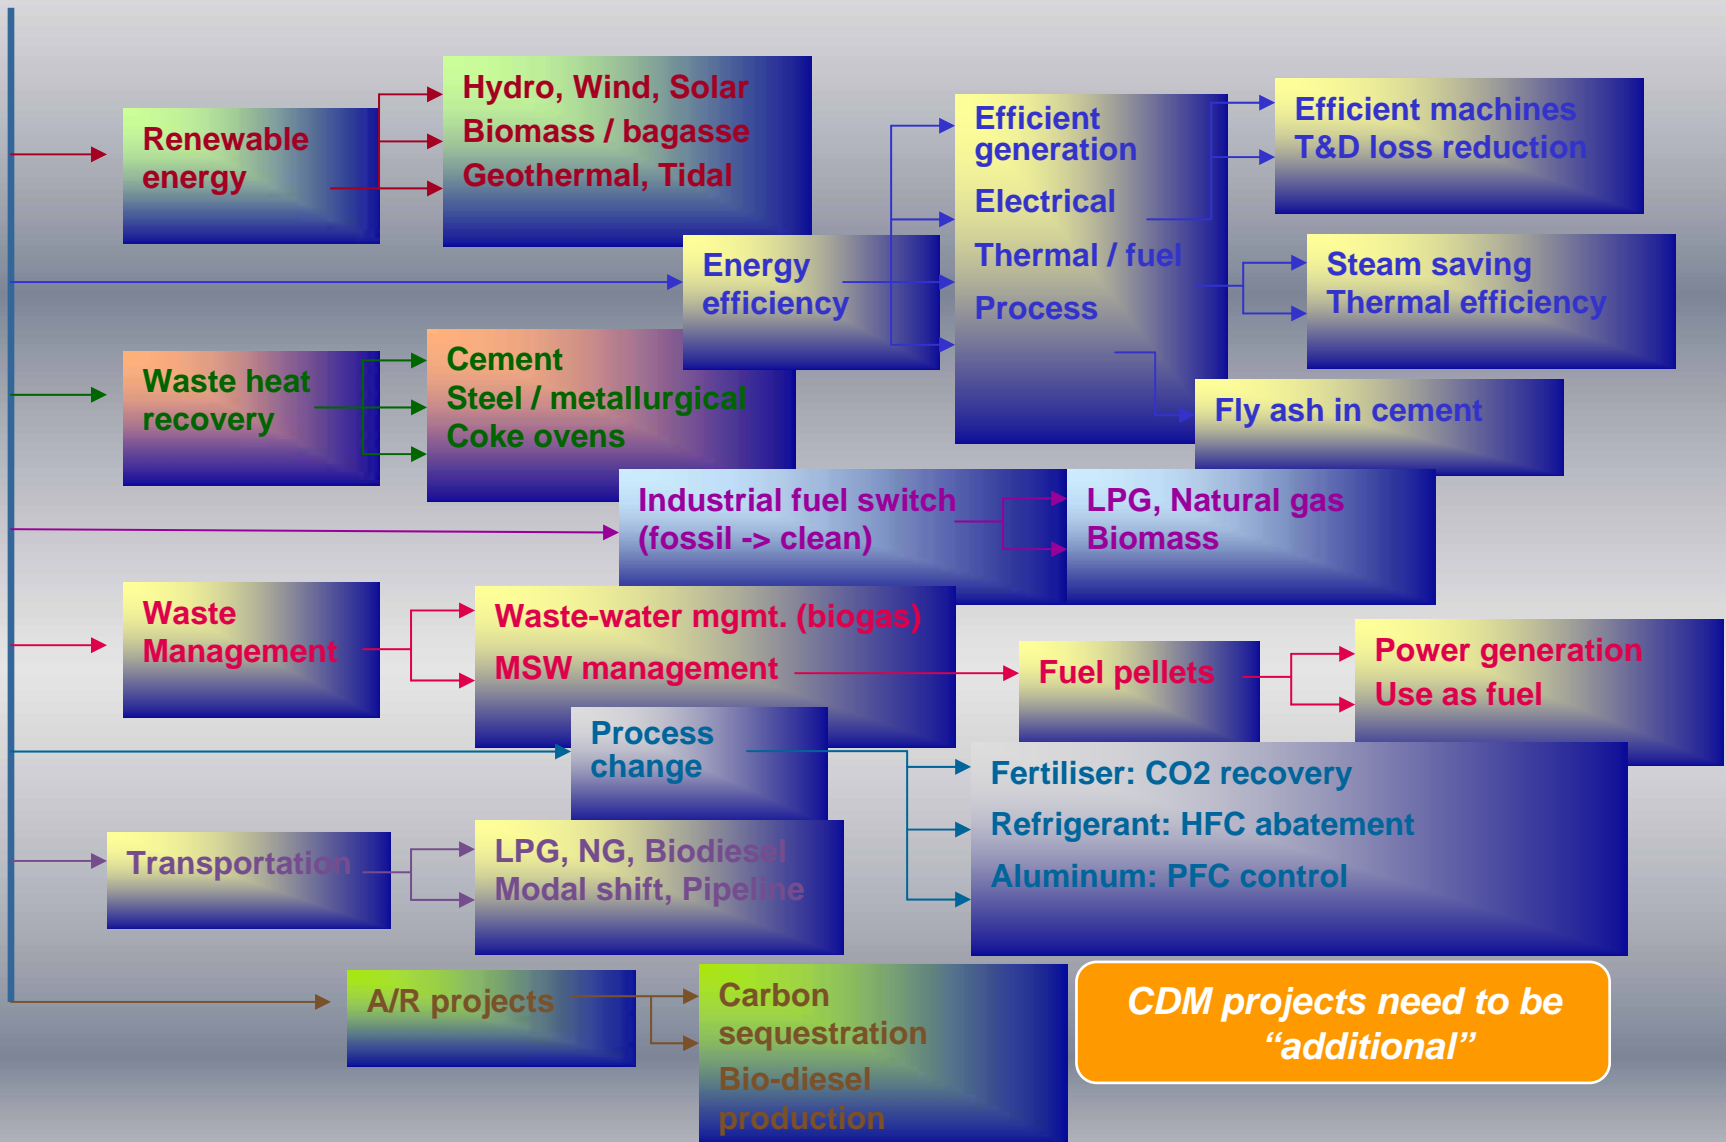 Renewable
energy
Hydro, Wind, Solar
Biomass / bagasse
Geothermal, Tidal
Energy
efficiency
Efficient
generation
Electrical
Thermal / fuel
Process
Efficient machines
T&D loss reduction
Steam saving
Thermal efficiency
Fly ash in cement
Waste heat
recovery
Cement
Steel / metallurgical
Coke ovens
Industrial fuel switch
(fossil -> clean)
LPG, Natural gas
Biomass
Waste
Management
Waste-water mgmt. (biogas)
MSW management
Fuel pellets
Power generation
Use as fuel
Process
change
Fertiliser: CO2 recovery
Refrigerant: HFC abatement
Aluminum: PFC control
Transportation
LPG, NG, Biodiesel
Modal shift, Pipeline
A/R projects
Carbon
sequestration
Bio-diesel
production
CDM projects need to be
“additional”